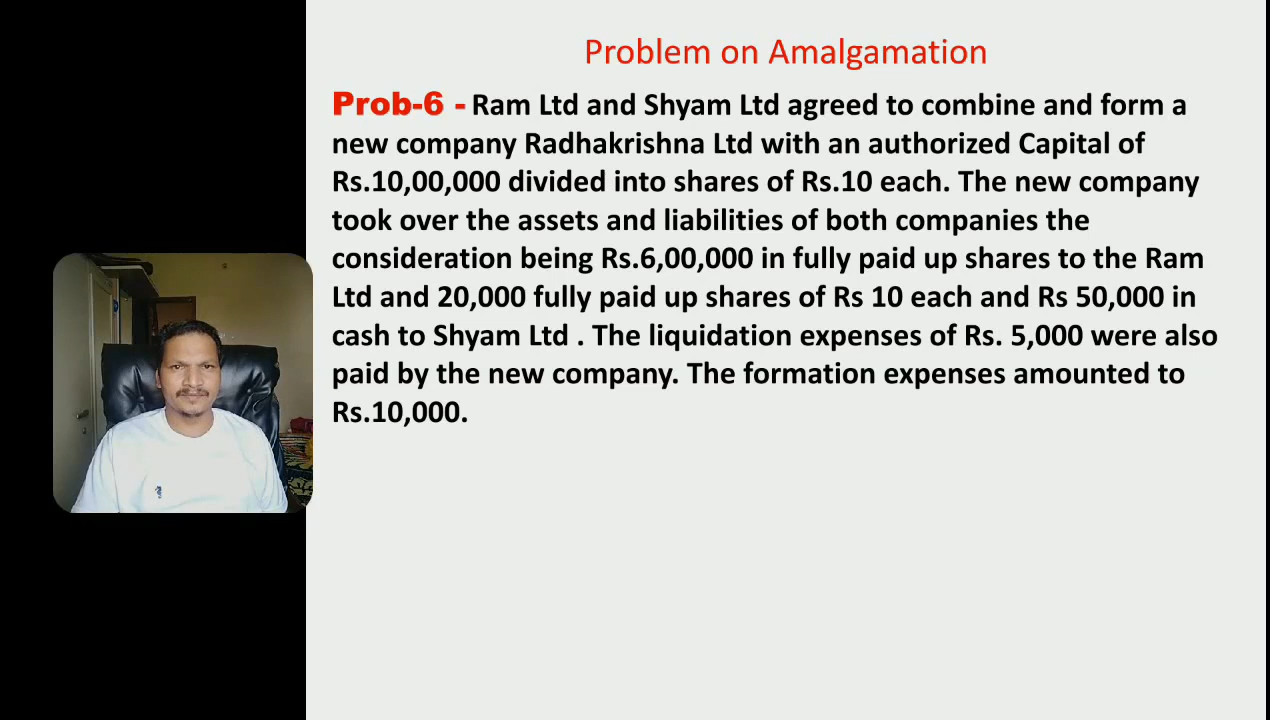 Problem on Amalgamation
Prob-6 - Ram Ltd and Shyam Ltd agreed to combine and form a
new company Radhakrishna Ltd with an authorized Capital of
Rs.10,00,000 divided into shares of Rs.10 each. The new company
took over the assets and liabilities of both companies the
consideration being Rs.6,00,000 in fully paid up shares to the Ram
Ltd and 20,000 fully paid up shares of Rs 10 each and Rs 50,000 in
cash to Shyam Ltd . The liquidation expenses of Rs. 5,000 were also
paid by the new company. The formation expenses amounted to
Rs.10,000.